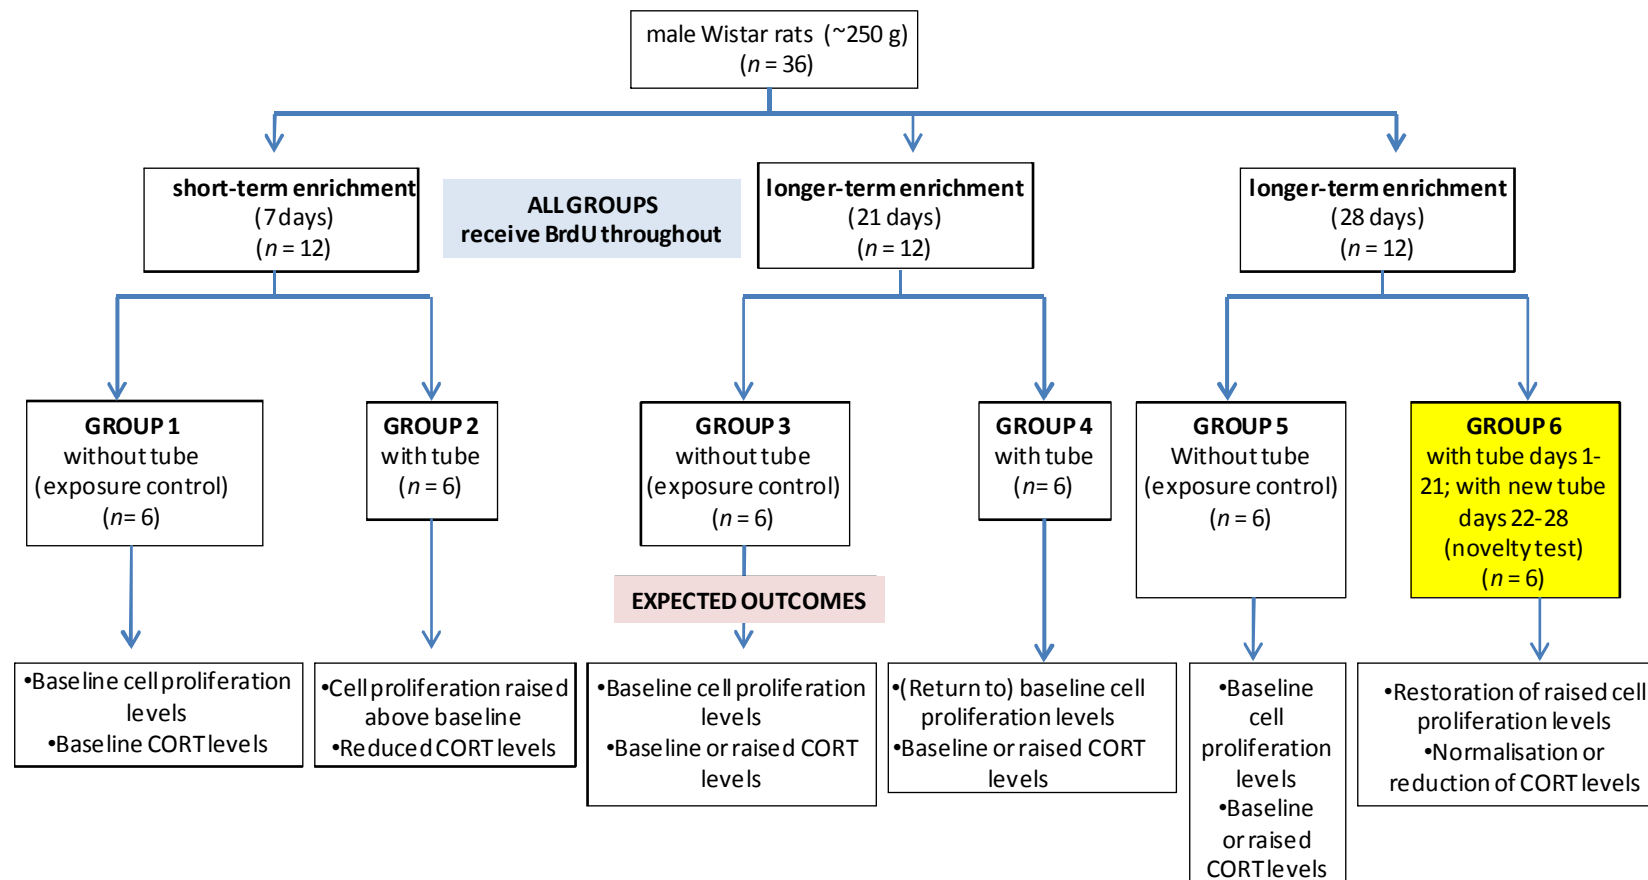 male Wistar rats (~250 g)
(n = 36)
short-term enrichment
(7 days)
(n = 12)
ALL GROUPS
receive BrdU throughout
longer-term enrichment
(21 days)
(n = 12)
longer-term enrichment
(28 days)
(n = 12)
GROUP 1
without tube
(exposure control)
(n= 6)
GROUP 2
with tube
(n= 6)
GROUP 3
without tube
(exposure control)
(n= 6)
GROUP 4
with tube
(n= 6)
GROUP 5
Without tube
(exposure control)
(n= 6)
GROUP 6
with tube days 1-
21; with new tube
days 22-28
(novelty test)
(n = 6)
EXPECTED OUTCOMES
•Baseline cell proliferation
levels
•Baseline CORT levels
•Cell proliferation raised
above baseline
•Reduced CORT levels
•Baseline cell proliferation
levels
•Baseline or raised CORT
levels
•(Return to) baseline cell
proliferation levels
•Baseline or raised CORT
levels
•Baseline
cell
proliferation
levels
•Baseline
or raised
CORT levels
•Restoration of raised cell
proliferation levels
•Normalisation or
reduction of CORT levels